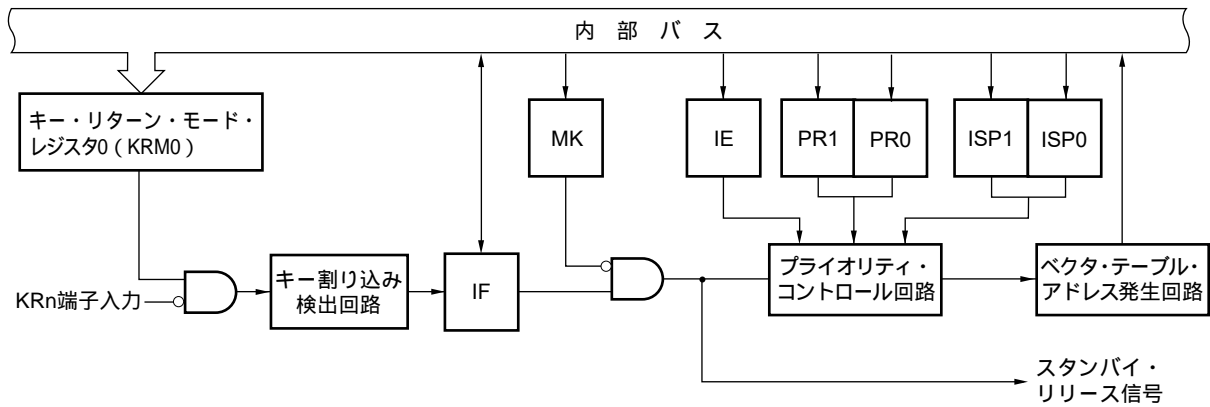 内 部 バ ス
キー・リターン・モード・
レジスタ0（KRM0）
MK
IE
PR1
PR0
ISP1
ISP0
KRn端子入力
キー割り込み
検出回路
IF
プライオリティ・
コントロール回路
ベクタ・テーブル・
アドレス発生回路
スタンバイ・
リリース信号